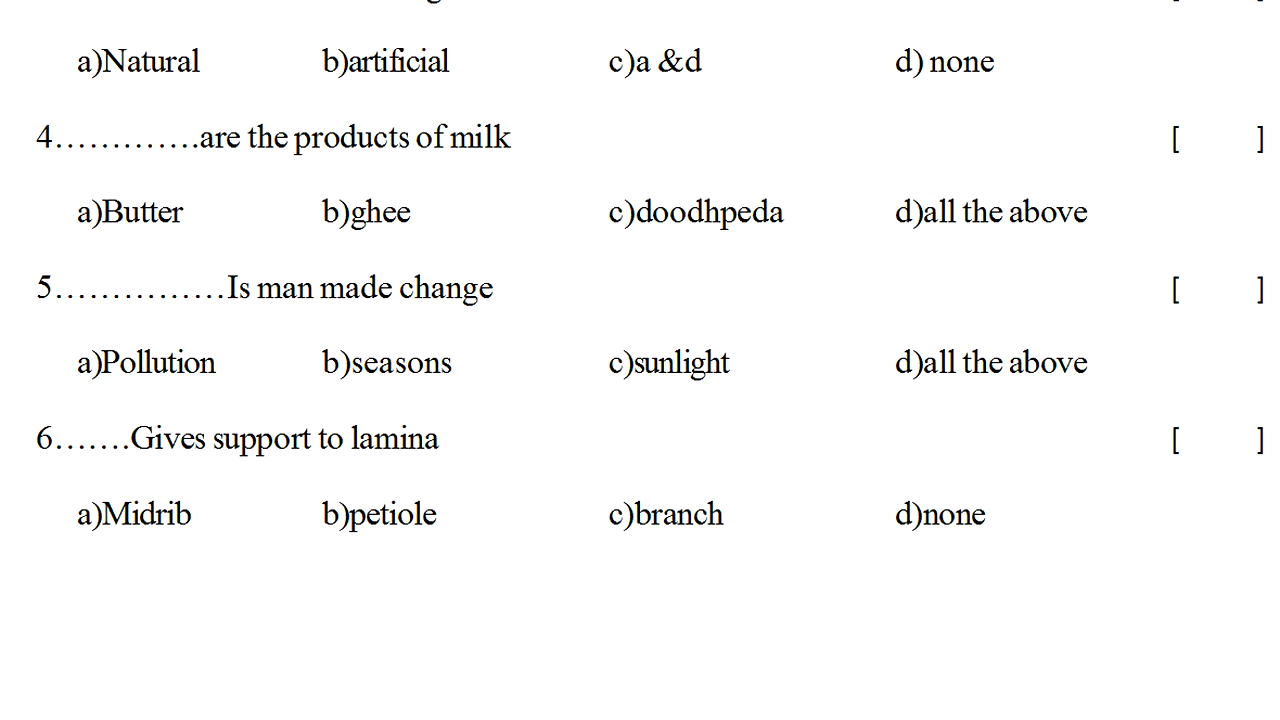 a)Natural b)artificial c)a &d d) none
4………….are the products of milk [ ]
a)Butter b)ghee c)doodhpeda d)all the above
5……………Is man made change [ ]
a)Pollution b)seasons c)sunlight d)all the above
6…….Gives support to lamina [ ]
a)Midrib b)petiole c)branch d)none